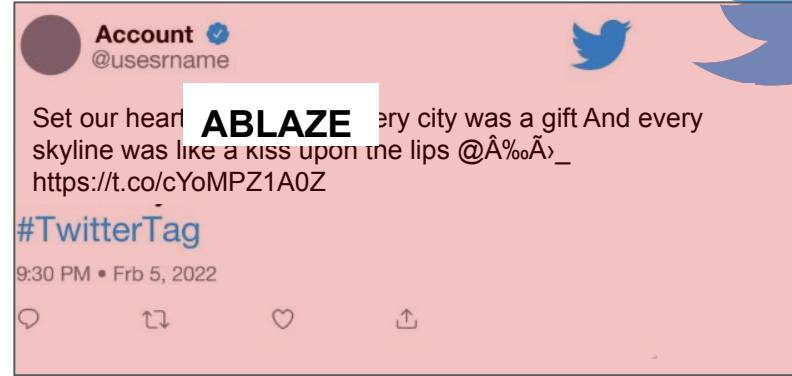 Account
@usesrname
Set our heart ABLAZE ery city was a gift And every
skyline was like a kiss upon the lips @Â‰Ã›_
https://t.co/cYoMPZ1A0Z
#TwitterTag
9:30 PM • Frb 5, 2022